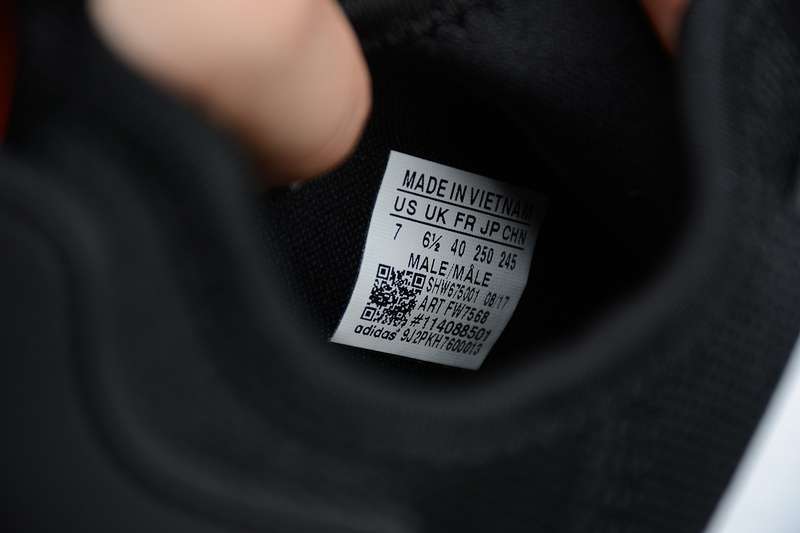 MADE IN VIETNAM
US UK FR JP CHN
7 6½ 40 250 245
MALE/MÂLE
SHW675001 08/17
ART FW7568
#114088501
adidas 9J2PKH7600013